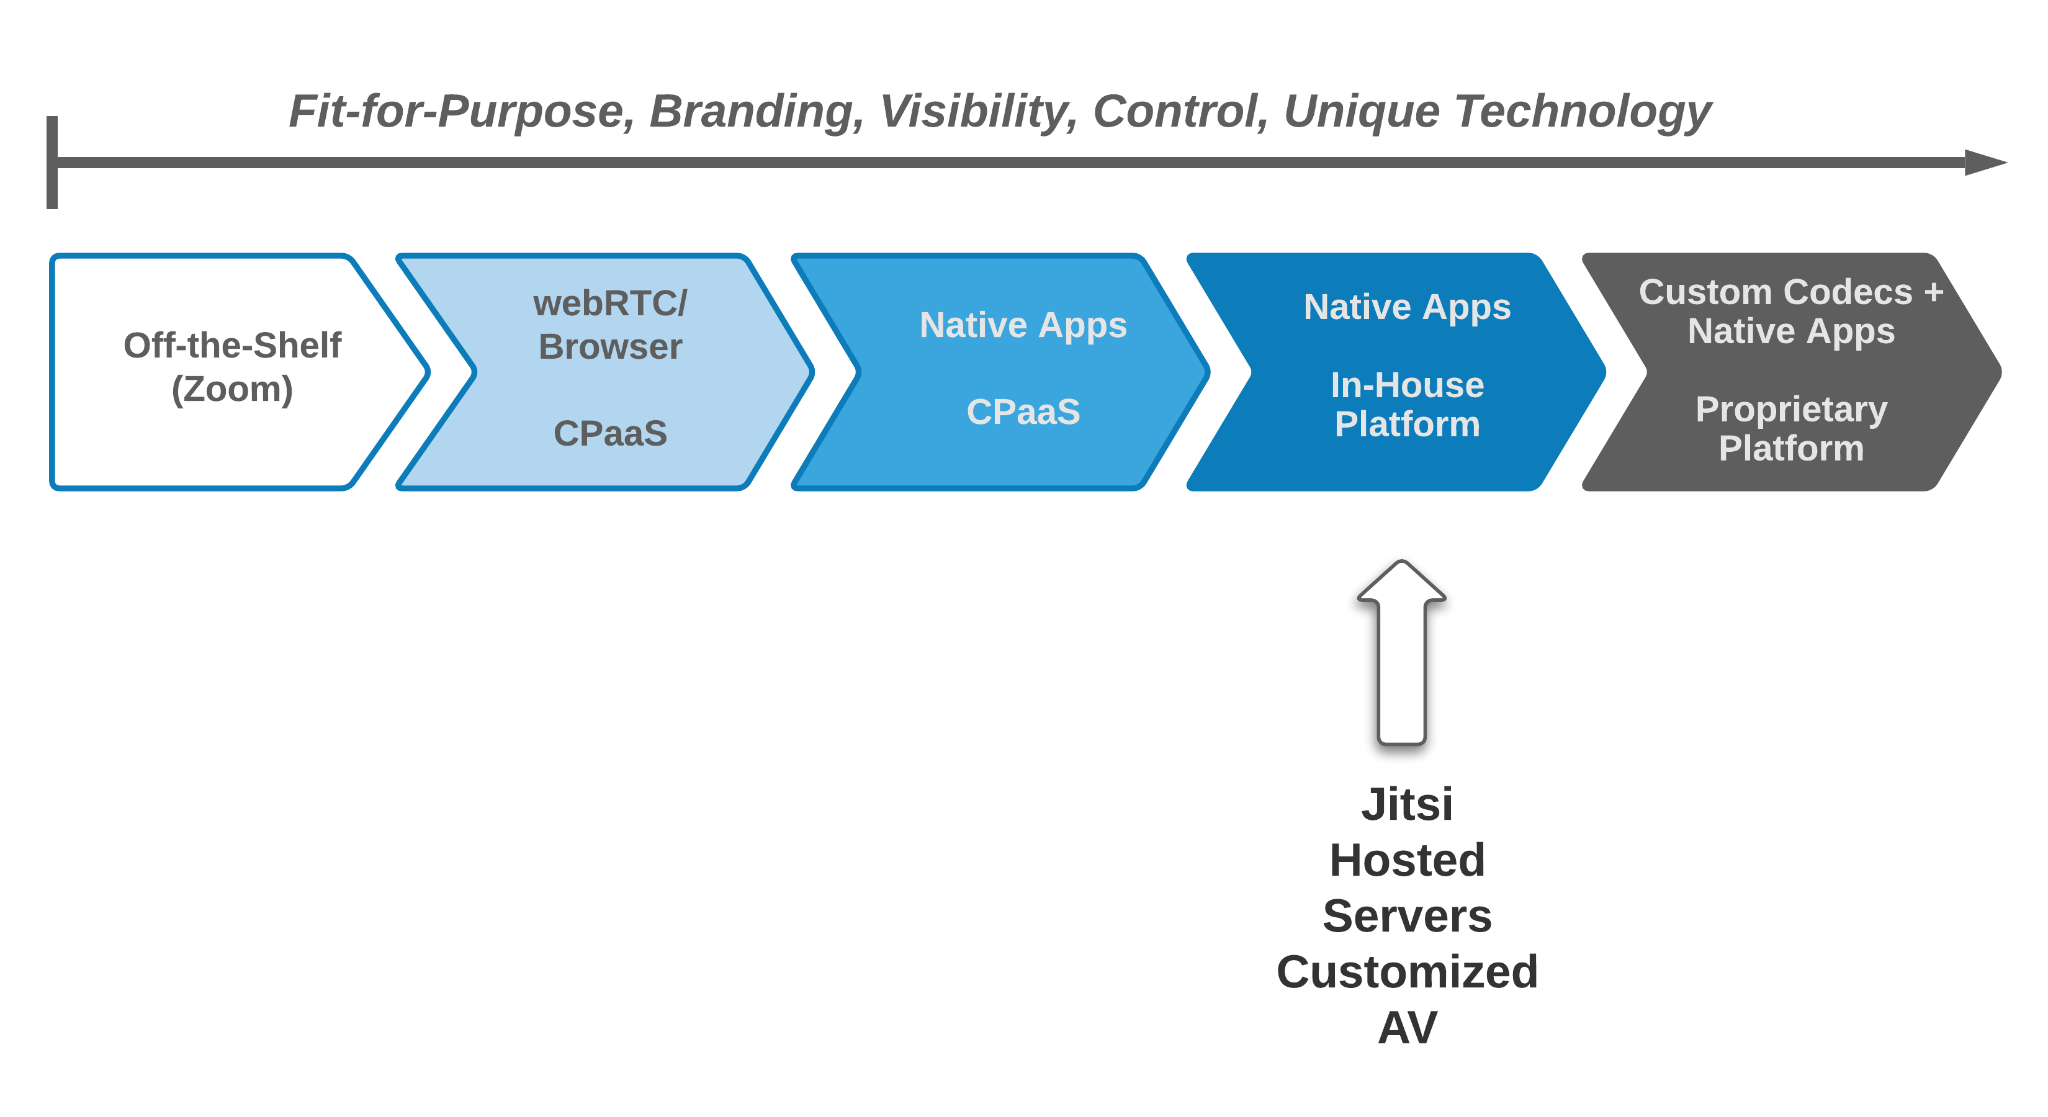 Fit-for-Purpose, Branding, Visibility, Control, Unique Technology
Off-the-Shelf
(Zoom)
webRTC/
Browser
CPaaS
Native Apps
CPaaS
Native Apps
In-House
Platform
Custom Codecs +
Native Apps
Proprietary
Platform
Jitsi
Hosted
Servers
Customized
AV